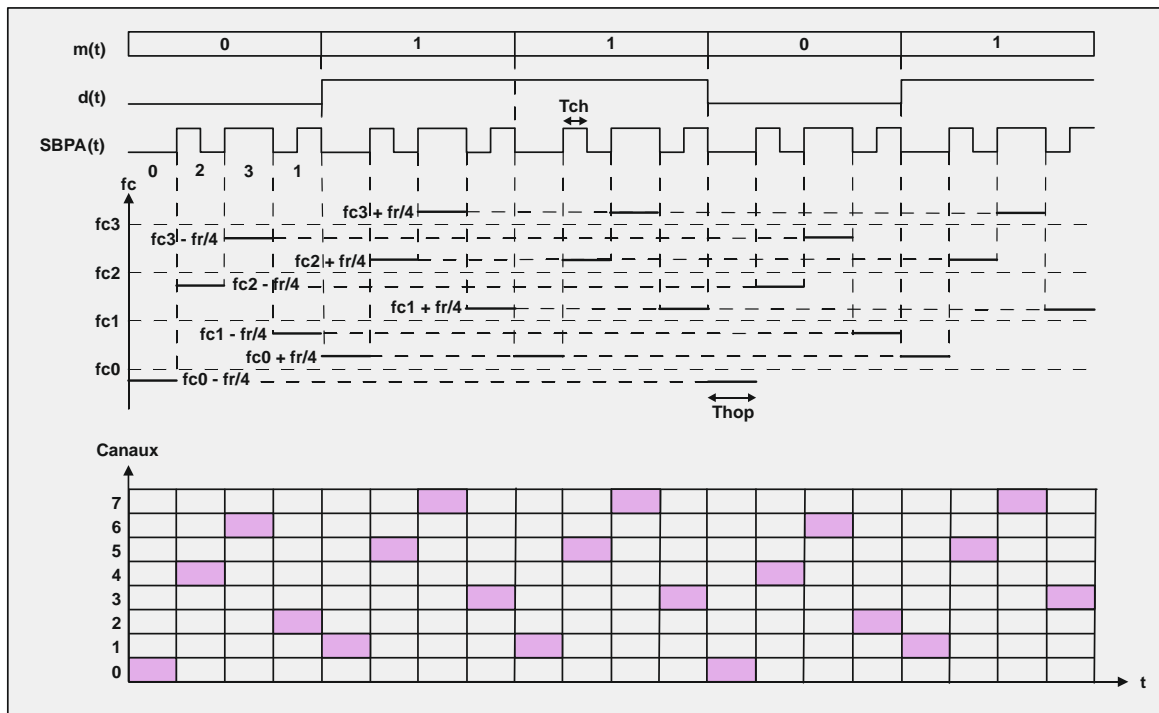 m(t) 0 1 1 0 1
d(t)
Tch
SBPA(t)
0 2 3 1
fc
fc3 + fr/4
fc3
fc3 - fr/4
fc2 + fr/4
fc2
fc2 - fr/4
fc1 + fr/4
fc1
fc1 - fr/4
fc0 + fr/4
fc0
fc0 - fr/4
Thop
Canaux
7
6
5
4
3
2
1
0
t